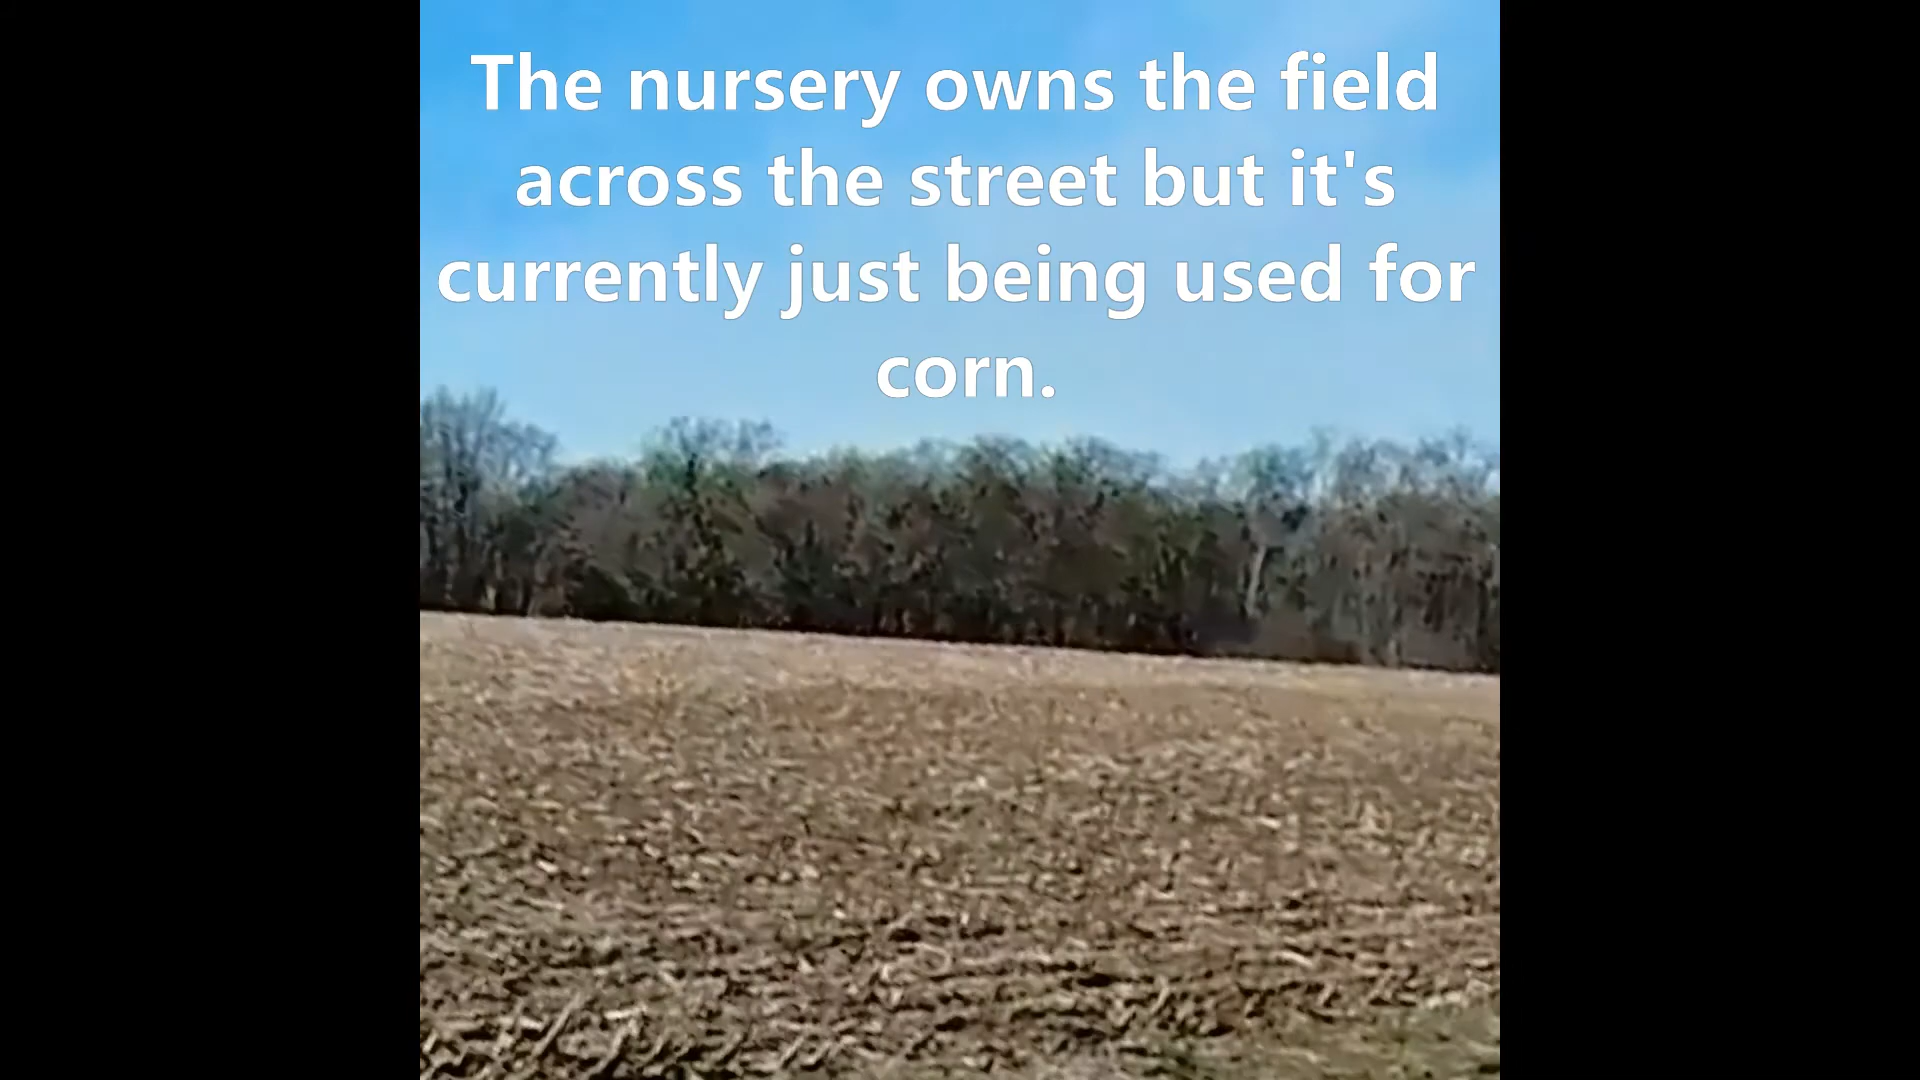 The nursery owns the field
across the street but it's
currently just being used for
corn.